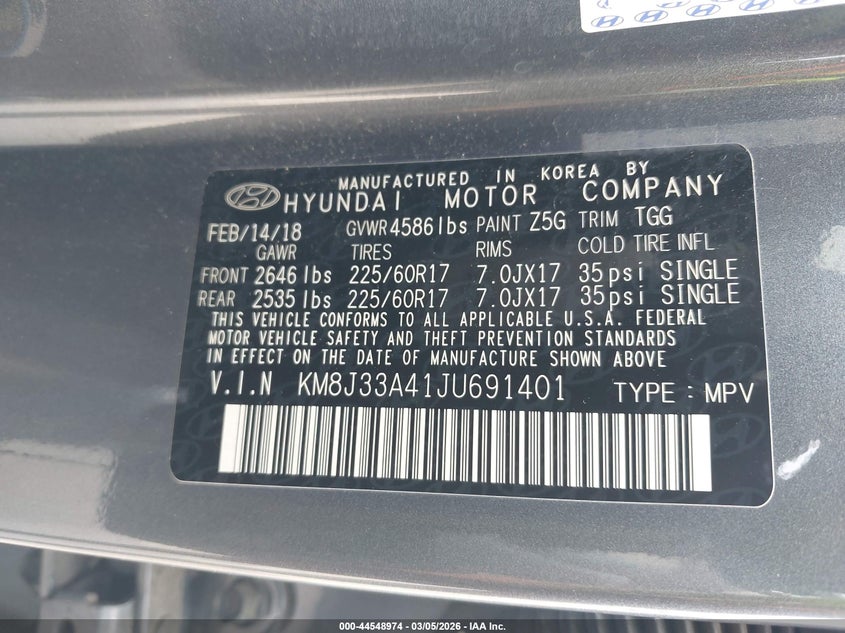 MANUFACTURED IN KOREA BY
HYUNDAI MOTOR COMPANY
FEB/14/18 GVWR 4586lbs PAINT Z5G TRIM TGG
GAWR TIRES RIMS COLD TIRE INFL
FRONT 2646 lbs 225/60R17 7.0JX17 35psi SINGLE
REAR 2535 lbs 225/60R17 7.0JX17 35psi SINGLE
THIS VEHICLE CONFORMS TO ALL APPLICABLE U.S.A. FEDERAL
MOTOR VEHICLE SAFETY AND THEFT PREVENTION STANDARDS
IN EFFECT ON THE DATE OF MANUFACTURE SHOWN ABOVE
V.I.N KM8J33A41JU691401 TYPE : MPV
000-44548974 | 03/05/2026 - IAA Inc.